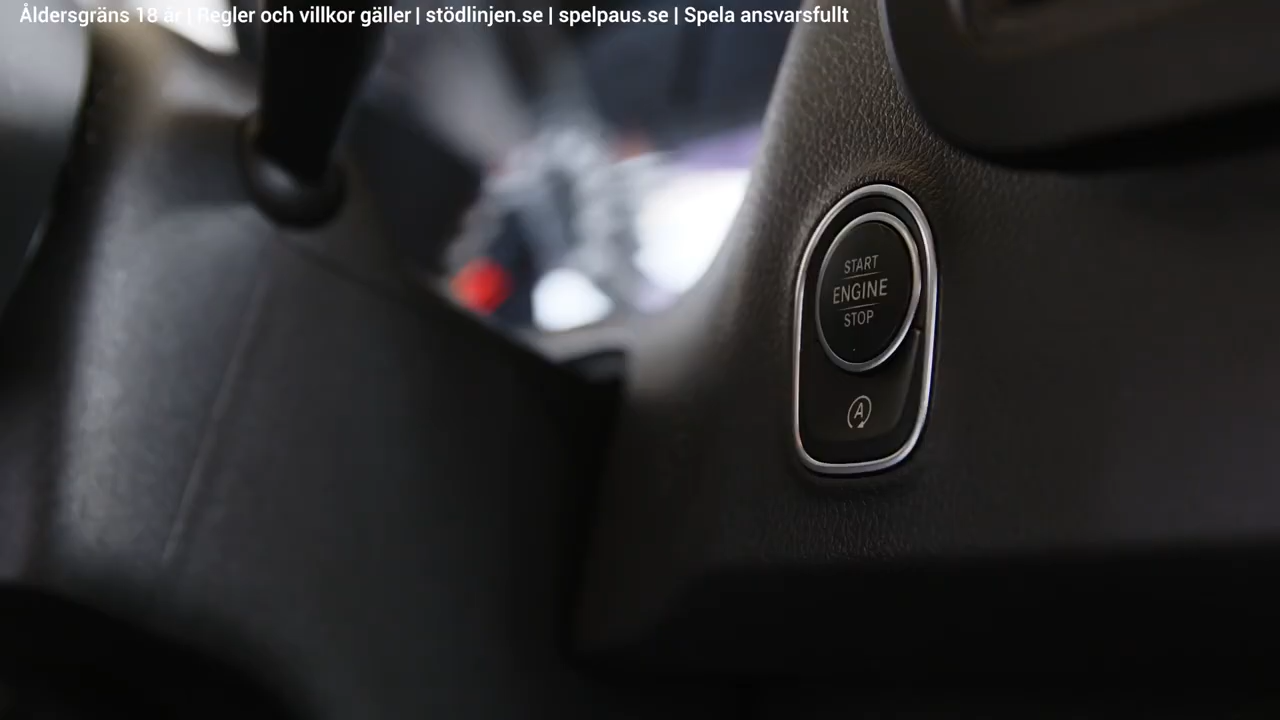 Åldersgräns 18 år | Regler och villkor gäller | stödlinjen.se | spelpaus.se | Spela ansvarsfullt
START
ENGINE
STOP
A